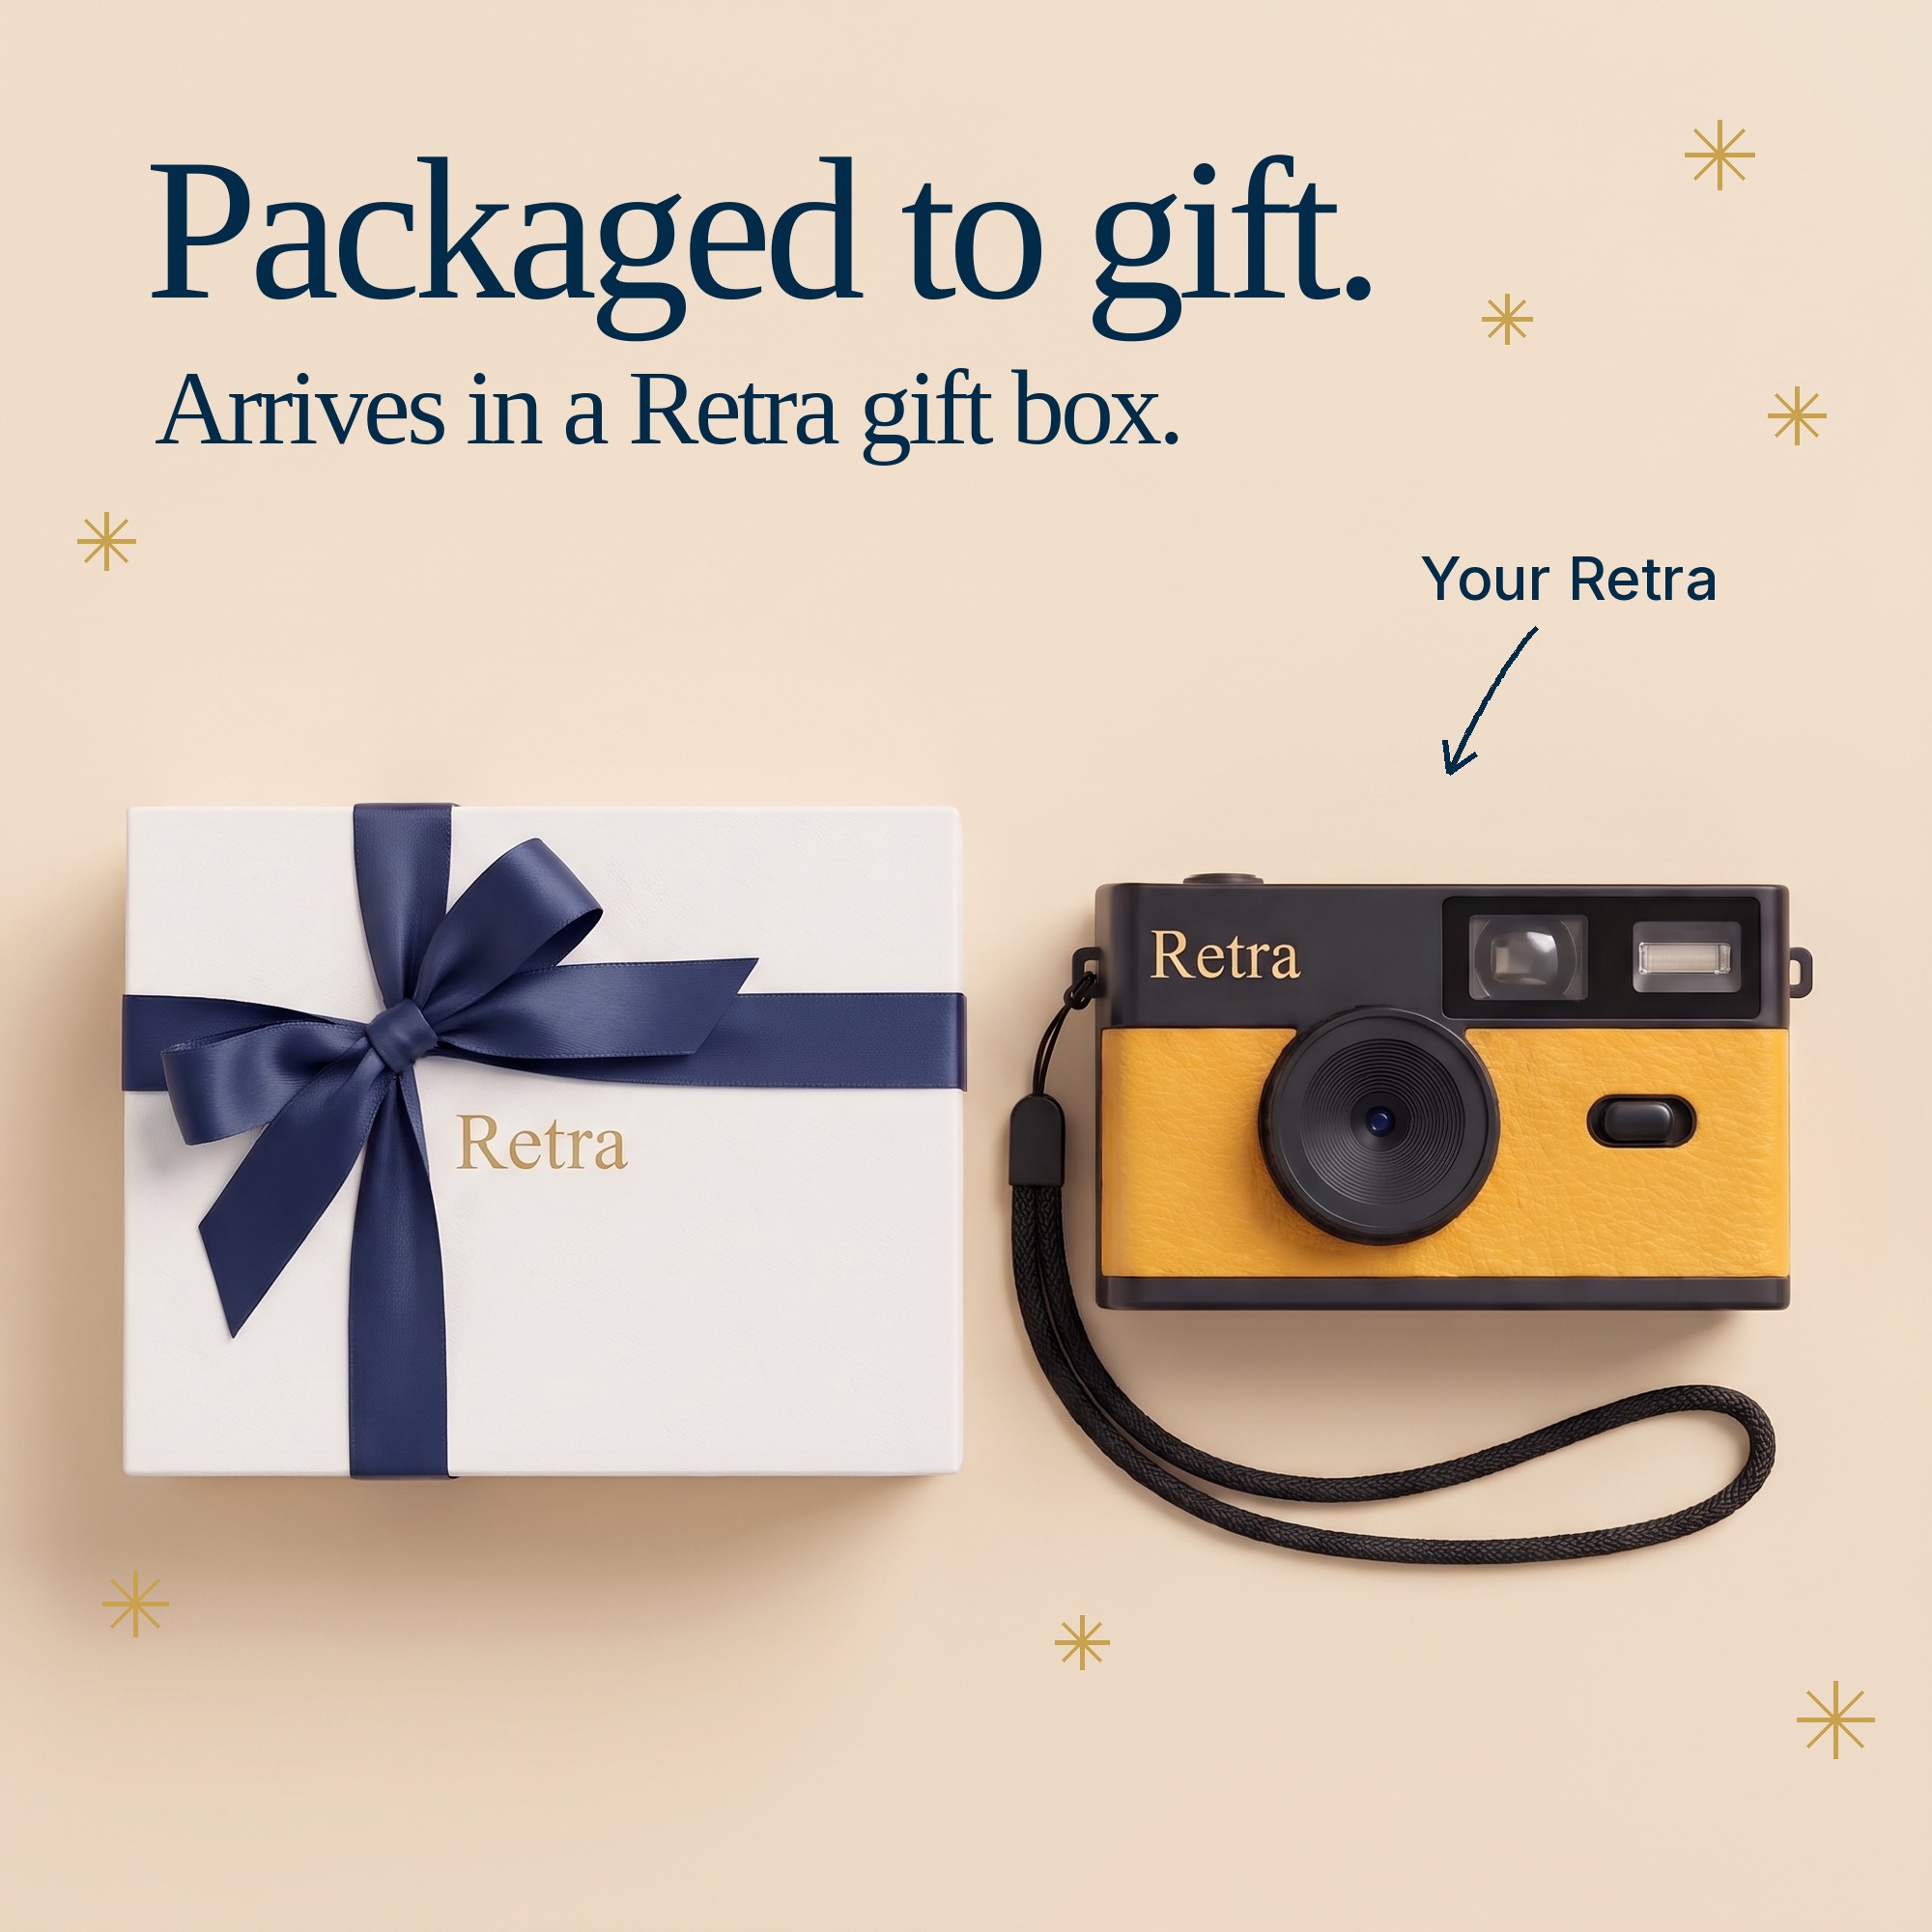 Packaged to gift.
Arrives in a Retra gift box.
Your Retra
Retra
Retra